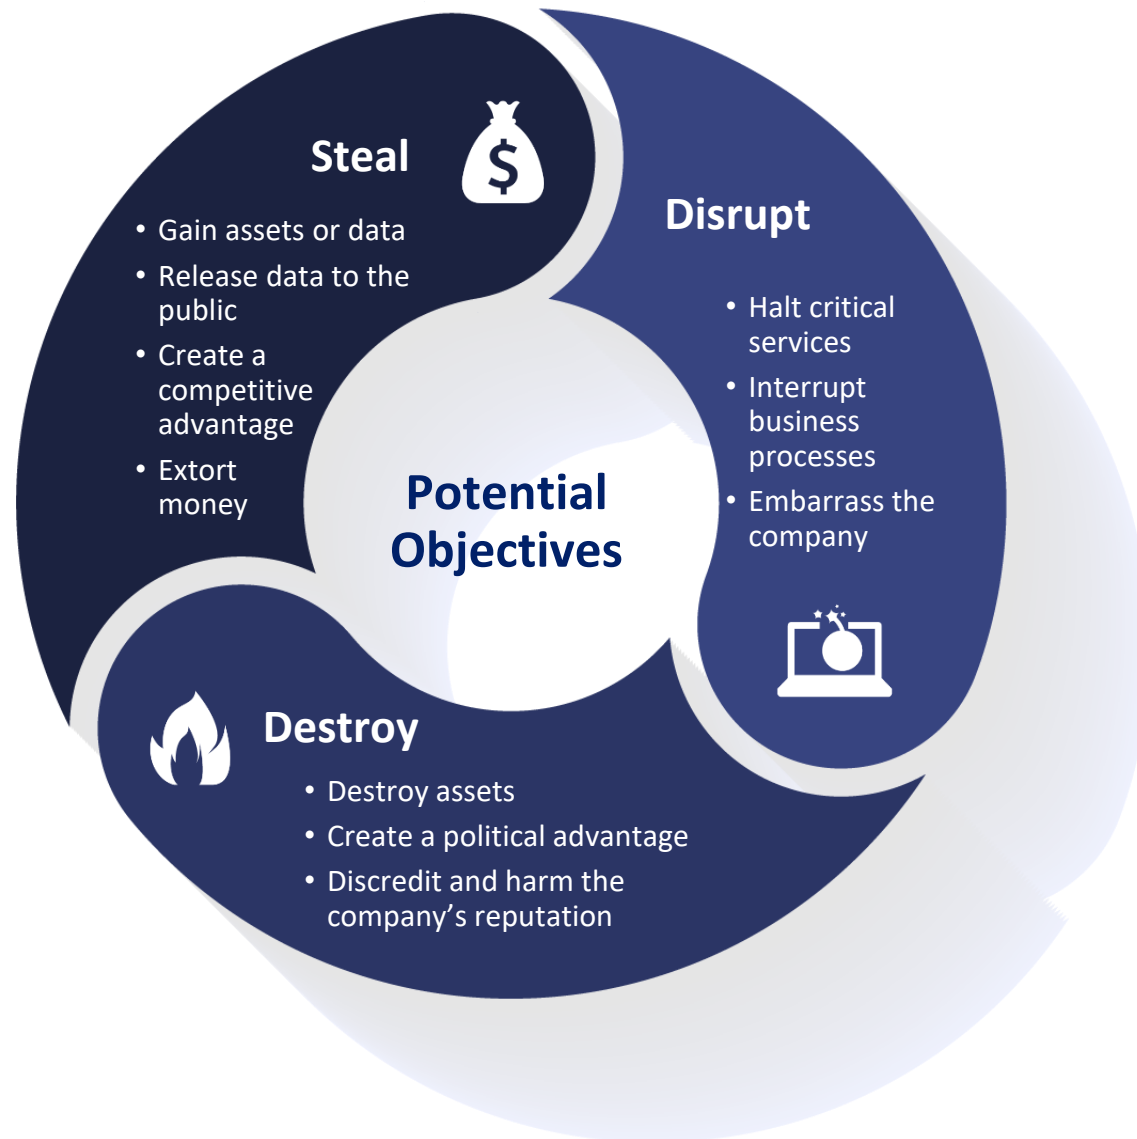 Steal
$
• Gain assets or data
• Release data to the
public
• Create a
competitive
advantage
• Extort
money
Disrupt
• Halt critical
services
• Interrupt
business
processes
• Embarrass the
company
Potential
Objectives
Destroy
• Destroy assets
• Create a political advantage
• Discredit and harm the
company’s reputation